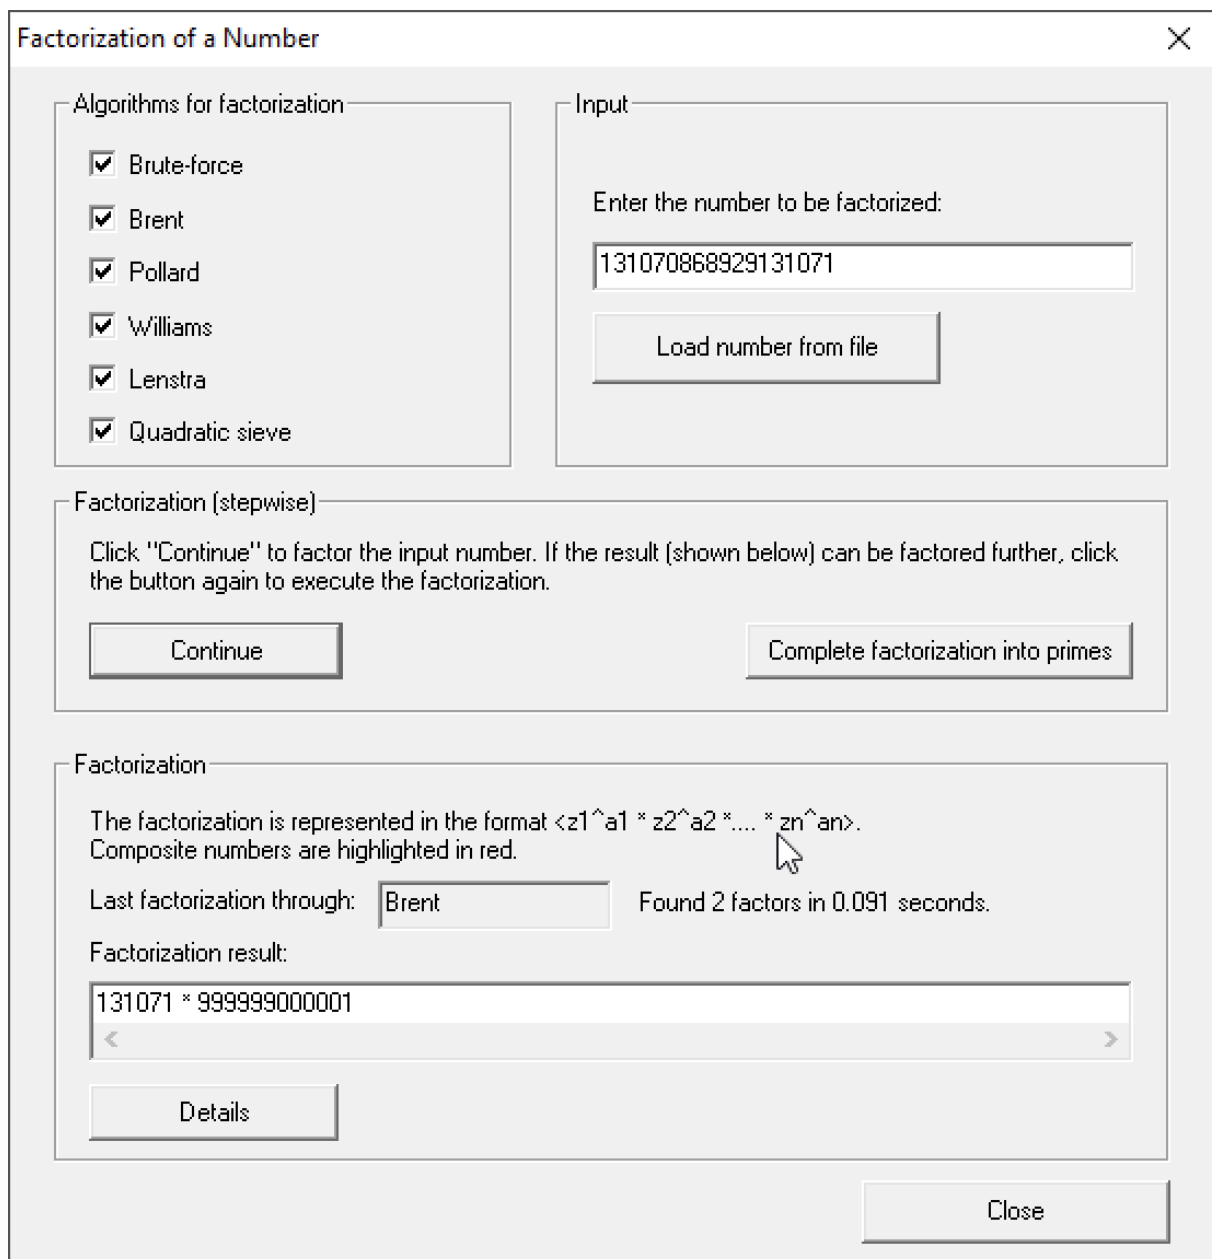 Factorization of a Number
Algorithms for factorization
Brute-force
Brent
Pollard
Williams
Lenstra
Quadratic sieve
Input
Enter the number to be factorized:
131070868929131071
Load number from file
Factorization (stepwise)
Click "Continue" to factor the input number. If the result (shown below) can be factored further, click
the button again to execute the factorization.
Continue
Complete factorization into primes
Factorization
The factorization is represented in the format <z1^a1 * z2^a2 *.... * zn^an>.
Composite numbers are highlighted in red.
Last factorization through: Brent Found 2 factors in 0.091 seconds.
Factorization result:
131071 * 999999000001
Details
Close